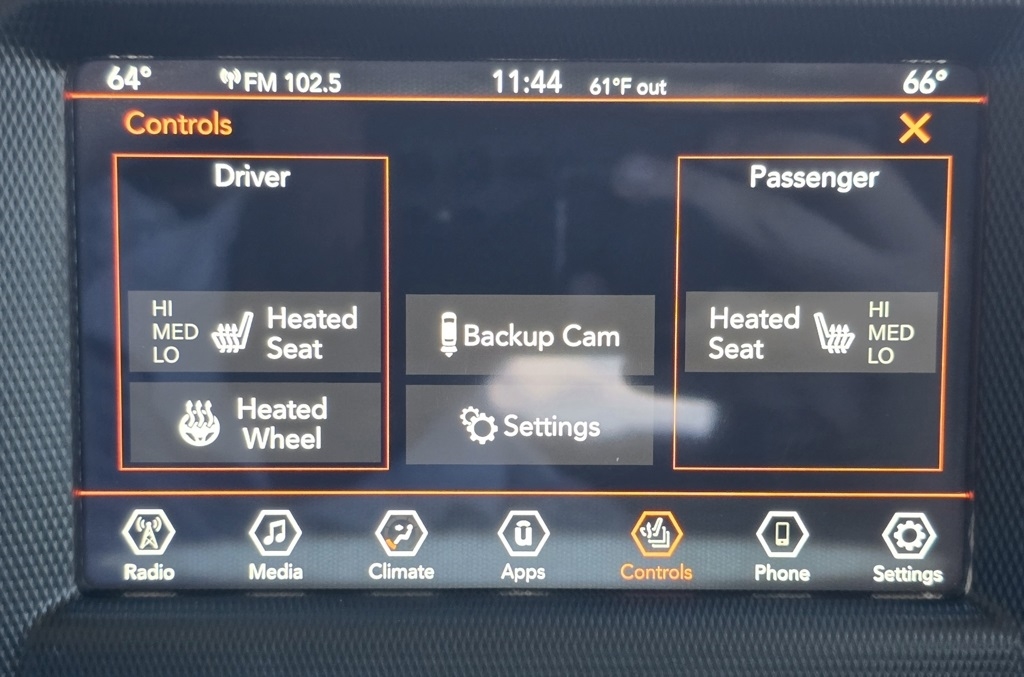 64° FM 102.5 11:44 61°F out 66°
Controls
Driver
HI
MED
LO
Heated
Seat
Heated
Wheel
Backup Cam
Settings
Passenger
Heated
Seat
HI
MED
LO
Radio Media Climate Apps Controls Phone Settings